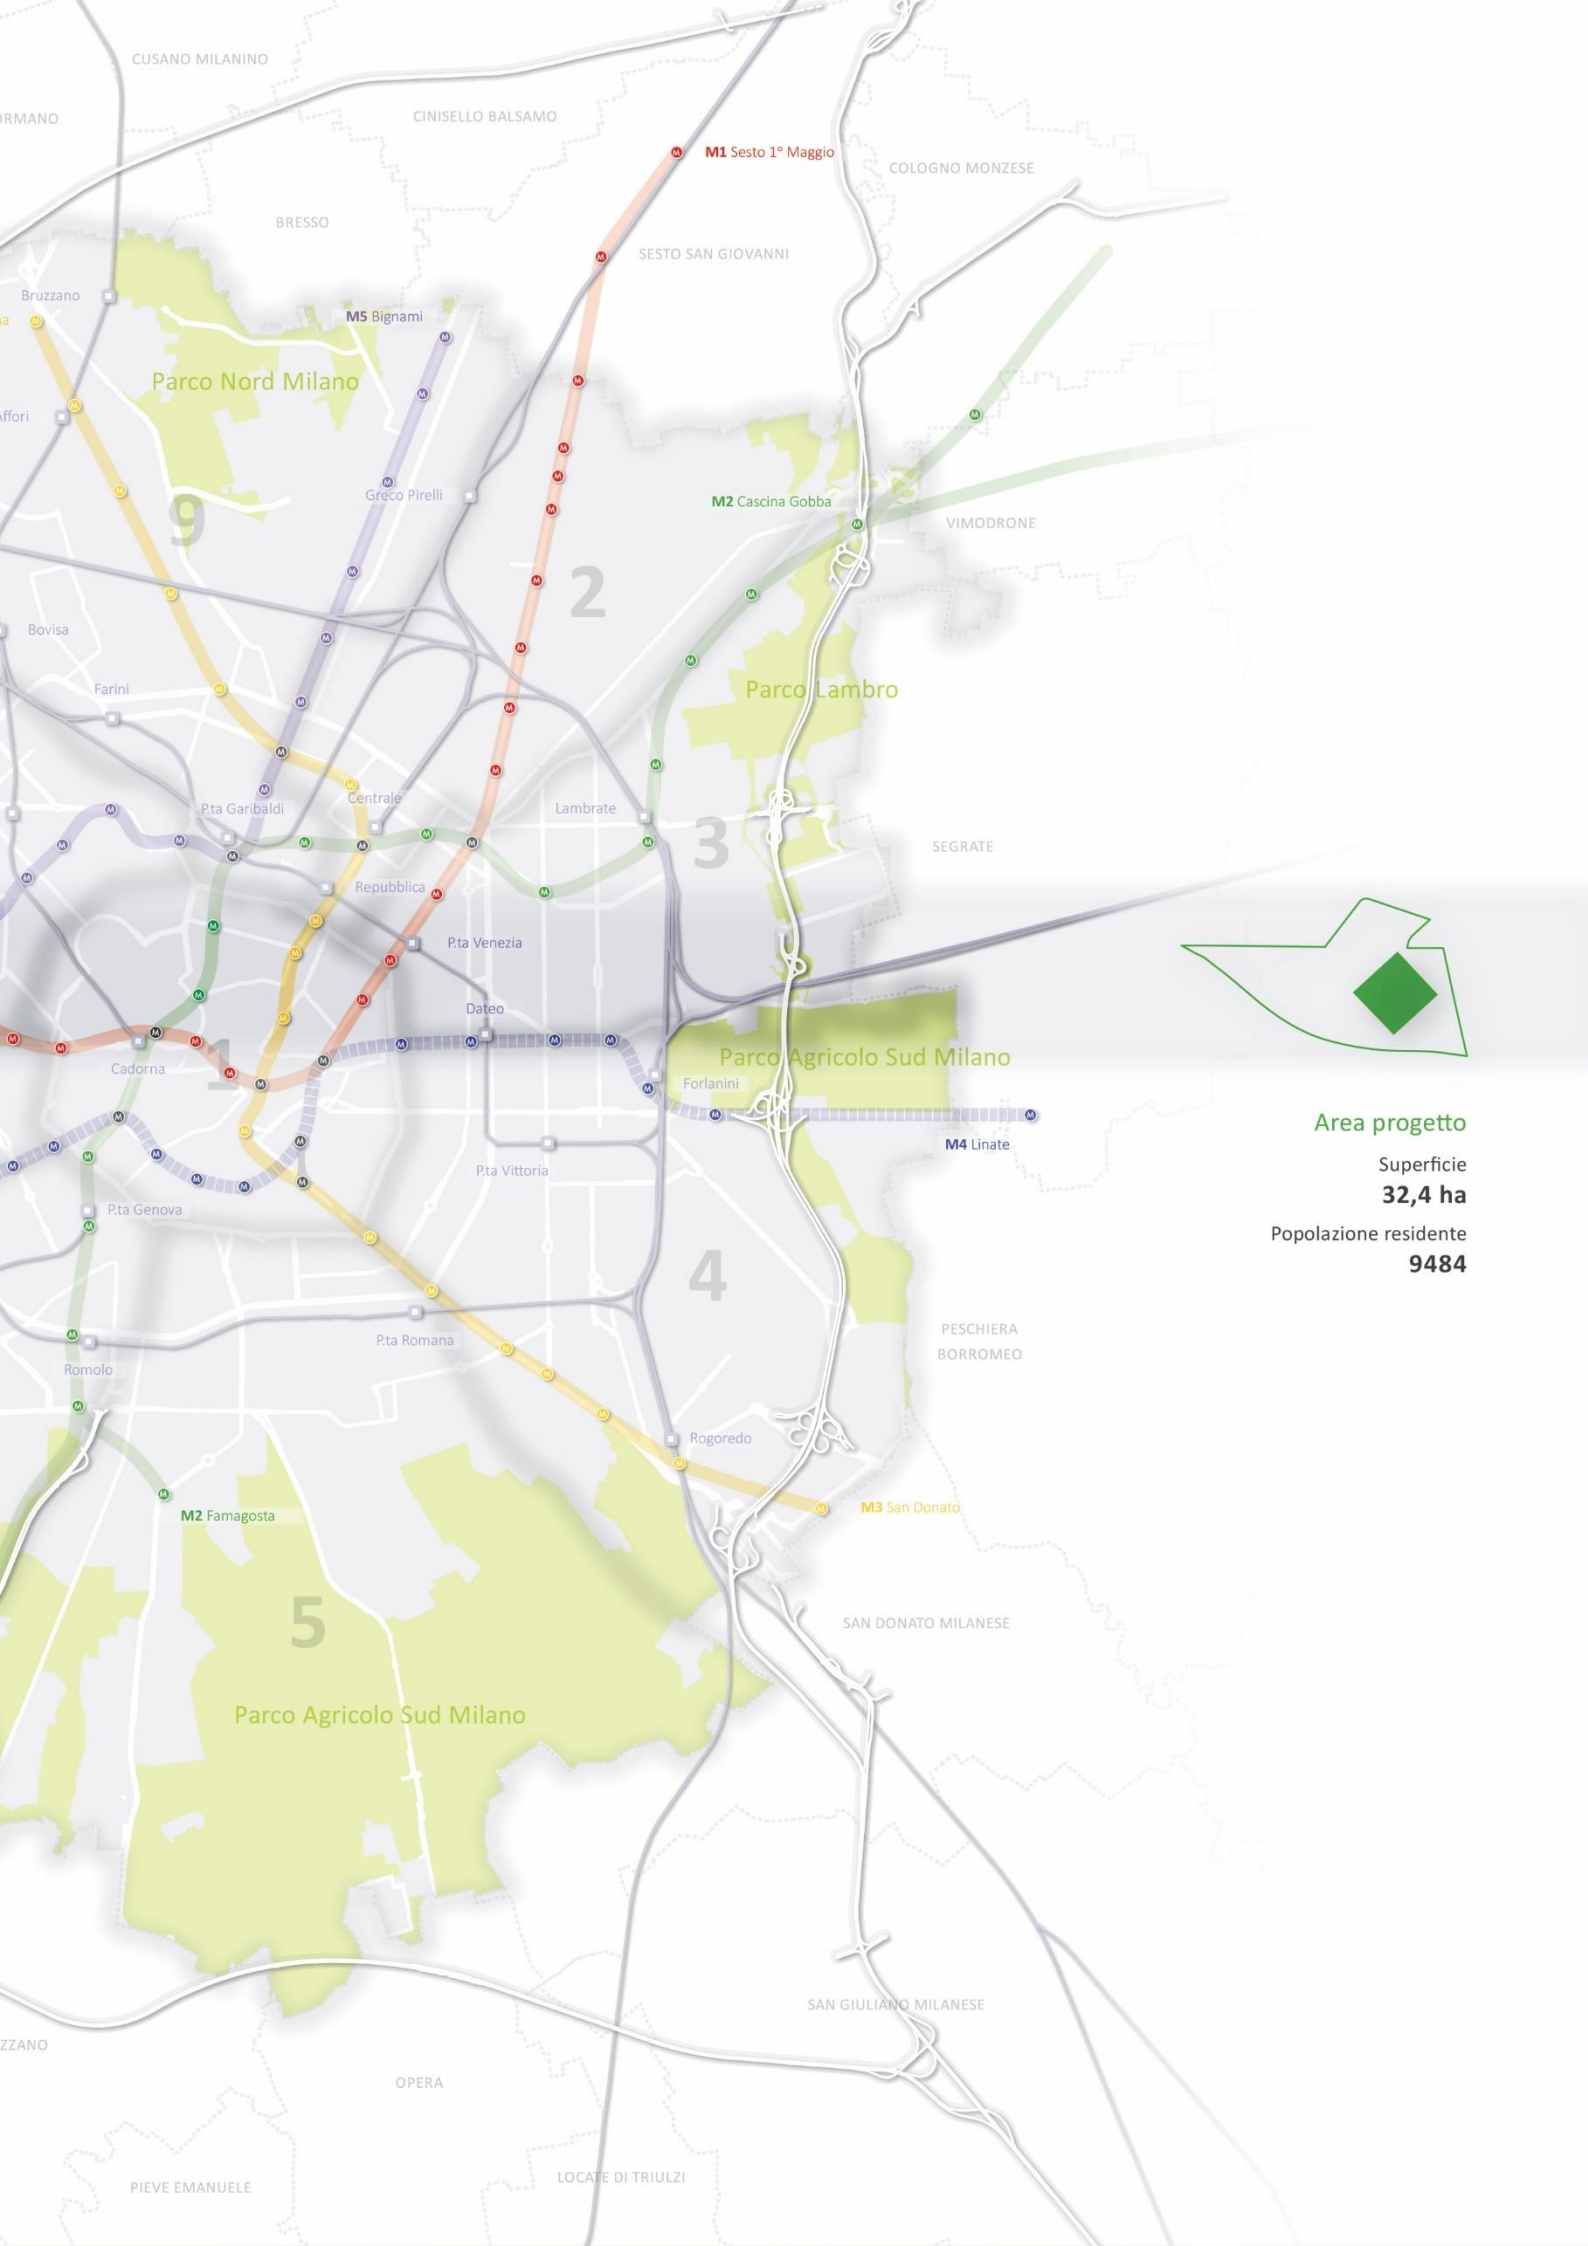 CUSANO MILANINO
ORMANO
CINISELLO BALSAMO
M1 Sesto 1° Maggio
COLOGNO MONZESE
BRESSO
SESTO SAN GIOVANNI
Bruzzano
M5 Bignami
na
Parco Nord Milano
Affori
Greco Pirelli
M2 Cascina Gobba
9
VIMODRONE
2
Bovisa
Farini
Parco Lambro
P.ta Garibaldi
Centrale
Lambrate
3
SEGRATE
Repubblica
P.ta Venezia
Dateo
1
Cadorna
Parco Agricolo Sud Milano
Forlanini
M4 Linate
Area progetto
Superficie
32,4 ha
Popolazione residente
9484
P.ta Vittoria
P.ta Genova
4
P.ta Romana
PESCHIERA
BORROMEO
Romolo
Rogoredo
M2 Famagosta
M3 San Donato
5
SAN DONATO MILANESE
Parco Agricolo Sud Milano
SAN GIULIANO MILANESE
ZZANO
OPERA
LOCATE DI TRIULZI
PIEVE EMANUELE